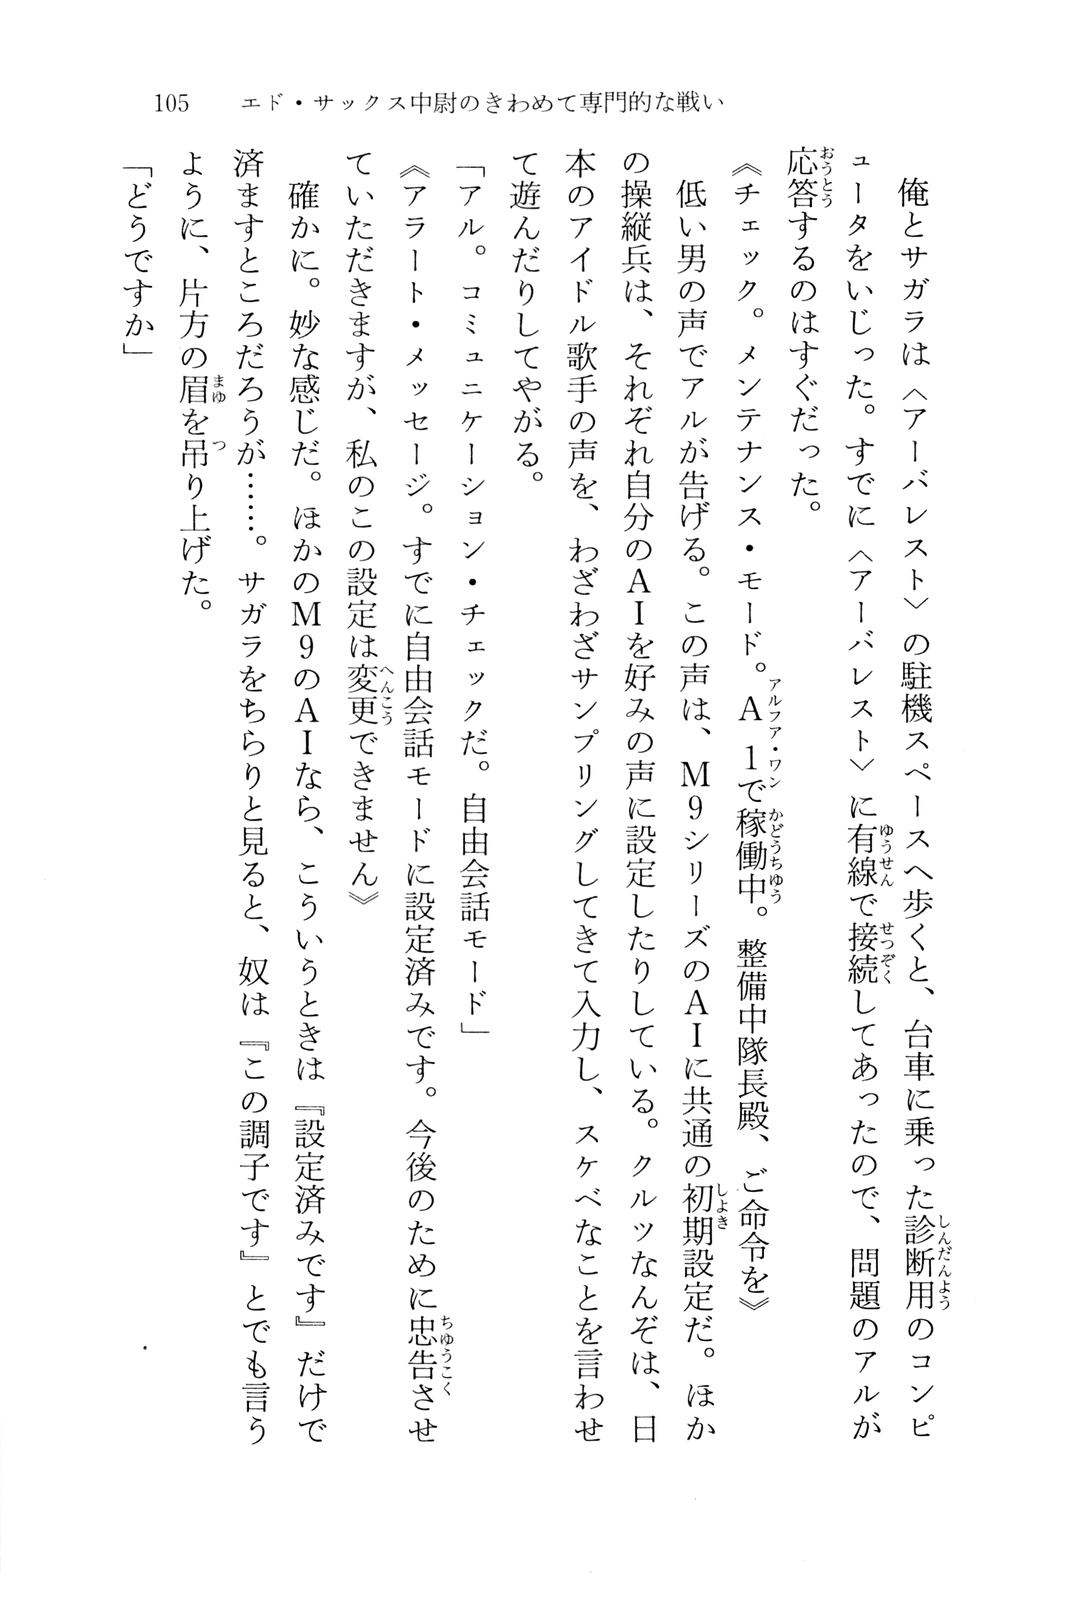 105　エド・サックス中尉のきわめて専門的な戦い
　俺とサガラは〈アーバレスト〉の駐機スペースへ歩くと、台車に乗った診断用のコンピ
ュータをいじった。すでに〈アーバレスト〉に有線で接続してあったので、問題のアルが
応答するのはすぐだった。
《チェック。メンテナンス・モード。A1で稼働中。整備中隊長殿、ご命令を》
　低い男の声でアルが告げる。この声は、M9シリーズのAIに共通の初期設定だ。ほか
の操縦兵は、それぞれ自分のAIを好みの声に設定したりしている。クルツなんぞは、日
本のアイドル歌手の声を、わざわざサンプリングしてきて入力し、スケベなことを言わせ
て遊んだりしてやがる。
「アル。コミュニケーション・チェックだ。自由会話モード」
《アラート・メッセージ。すでに自由会話モードに設定済みです。今後のために忠告させ
ていただきますが、私のこの設定は変更できません》
　確かに。妙な感じだ。ほかのM9のAIなら、こういうときは『設定済みです』だけで
済ますところだろうが……。サガラをちらりと見ると、奴は『この調子です』とでも言う
ように、片方の眉を吊り上げた。
「どうですか」